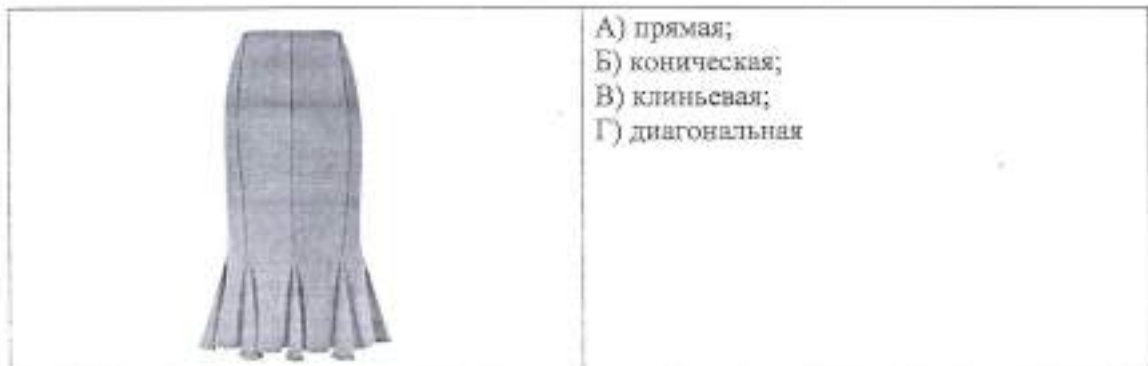 А) прямая;
Б) коническая;
В) клиньевая;
Г) диагональная